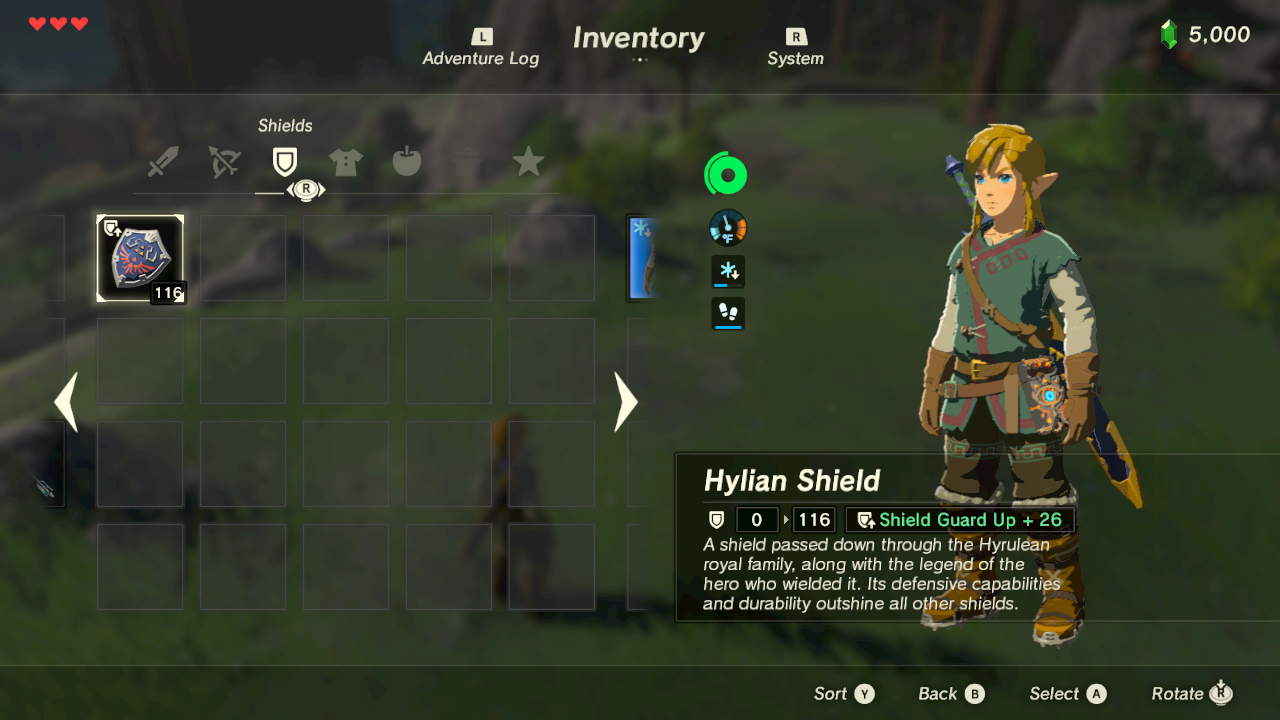 L
Inventory
R
5,000
Adventure Log
System
Shields
R
°F
116
Hylian Shield
0 116 Shield Guard Up + 26
A shield passed down through the Hyrulean
royal family, along with the legend of the
hero who wielded it. Its defensive capabilities
and durability outshine all other shields.
Sort Y Back B Select A Rotate R